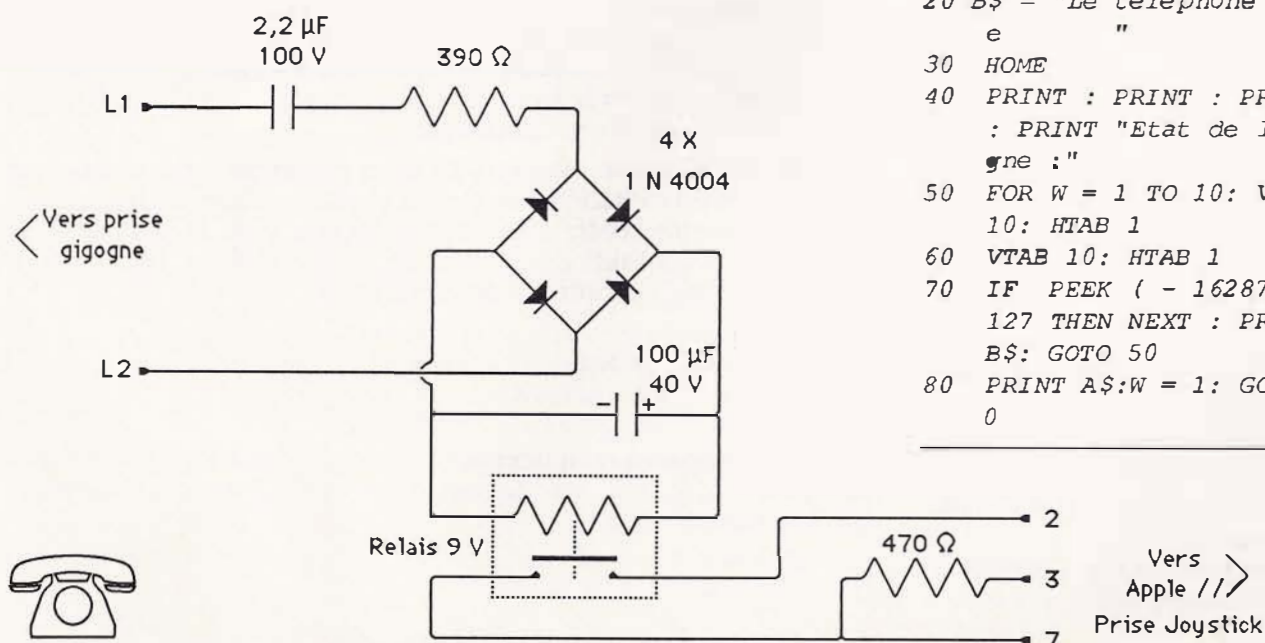 2,2 µF
100 V
390 Ω
L1
4 X
1 N 4004
Vers prise
gigogne
L2
100 µF
40 V
- +
Relais 9 V
470 Ω
2
3
7
Vers
Apple //
Prise Joystick
20 B$ = "Le telephone
e "
30 HOME
40 PRINT : PRINT : PR
: PRINT "Etat de l
gne :"
50 FOR W = 1 TO 10: V
10: HTAB 1
60 VTAB 10: HTAB 1
70 IF PEEK ( - 16287
127 THEN NEXT : PR
B$: GOTO 50
80 PRINT A$:W = 1: GO
0